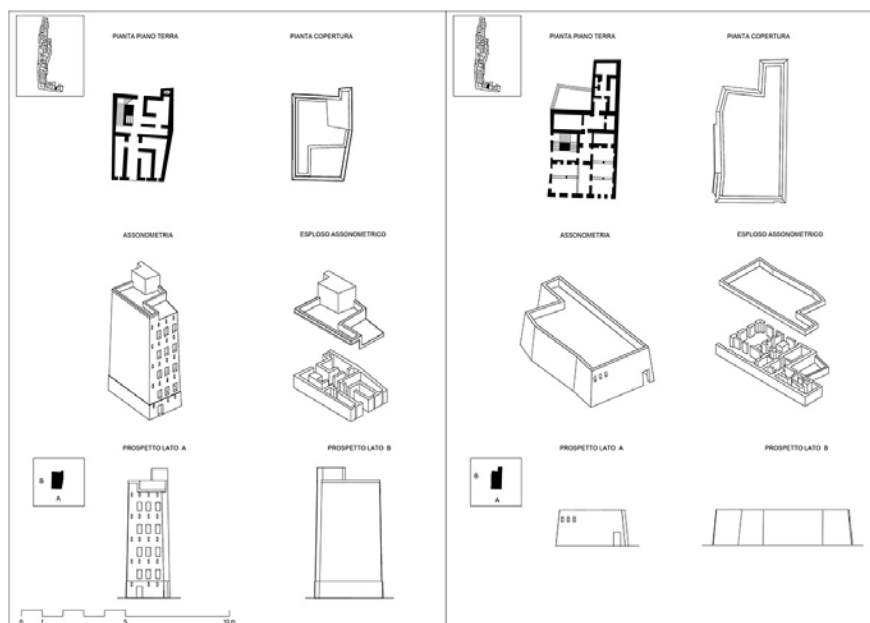 PIANTA PIANO TERRA
PIANTA COPERTURA
ASSONOMETRIA
ESPLOSO ASSONOMETRICO
PROSPETTO LATO A
PROSPETTO LATO B
B
A
0 1 5 10 m
PIANTA PIANO TERRA
PIANTA COPERTURA
ASSONOMETRIA
ESPLOSO ASSONOMETRICO
PROSPETTO LATO A
PROSPETTO LATO B
B
A